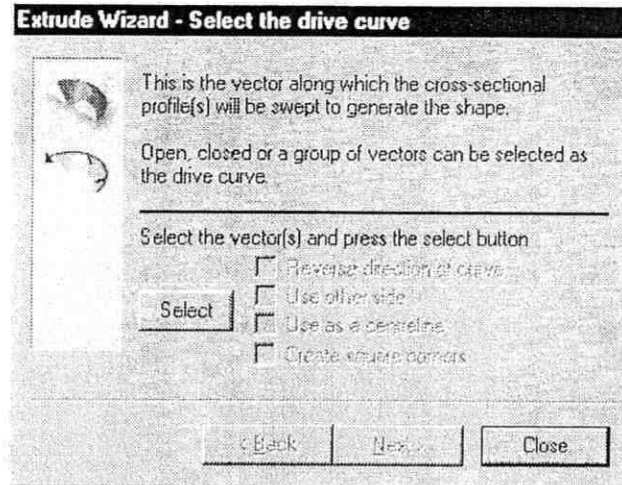 Extrude Wizard - Select the drive curve
This is the vector along which the cross-sectional
profile(s) will be swept to generate the shape.
Open, closed or a group of vectors can be selected as
the drive curve.
Select the vector(s) and press the select button
Reverse direction of curve
Select
Use other side
Use as a centreline
Create square corners
< Back
Next >
Close